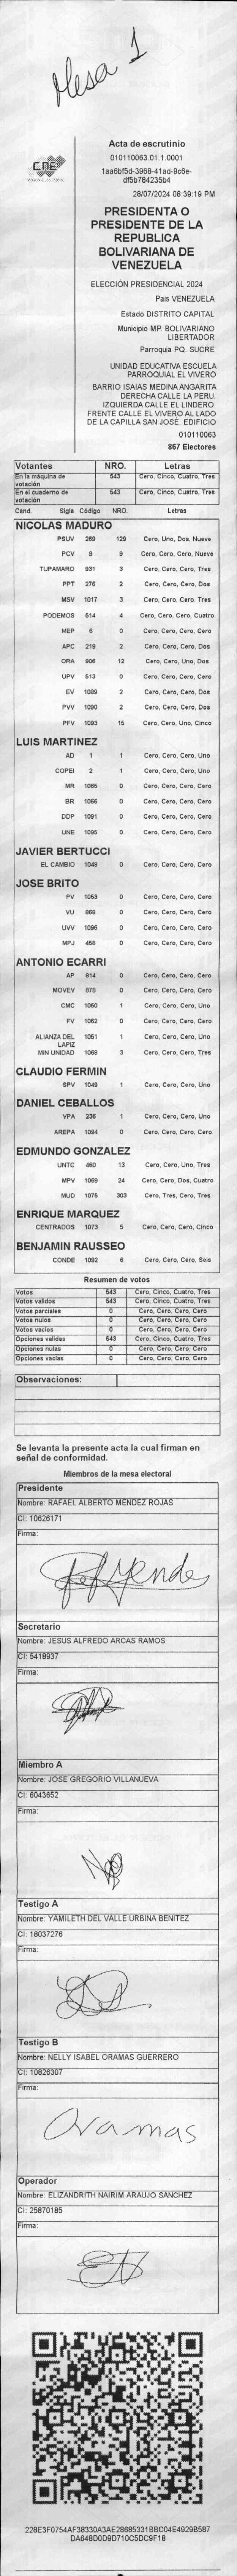 Mesa 1
Acta de escrutinio
010110063.01.1.0001
1aa6bf5d-3968-41ad-9c6e-
df5b784235b4
28/07/2024 08:39:19 PM
CNE
PRESIDENTA O
PRESIDENTE DE LA
REPUBLICA
BOLIVARIANA DE
VENEZUELA
ELECCIÓN PRESIDENCIAL 2024
Pais VENEZUELA
Estado DISTRITO CAPITAL
Municipio MP. BOLIVARIANO
LIBERTADOR
Parroquia PQ. SUCRE
UNIDAD EDUCATIVA ESCUELA
PARROQUIAL EL VIVERO
BARRIO ISAÍAS MEDINA ANGARITA
DERECHA CALLE LA PERU.
IZQUIERDA CALLE EL LINDERO.
FRENTE CALLE EL VIVERO AL LADO
DE LA CAPILLA SAN JOSÉ. EDIFICIO
010110063
867 Electores
Votantes NRO. Letras
En la máquina de votación 543 Cero, Cinco, Cuatro, Tres
En el cuaderno de votación 543 Cero, Cinco, Cuatro, Tres
Cand. Sigla Código NRO. Letras
NICOLAS MADURO
PSUV 289 129 Cero, Uno, Dos, Nueve
PCV 9 9 Cero, Cero, Cero, Nueve
TUPAMARO 931 3 Cero, Cero, Cero, Tres
PPT 276 2 Cero, Cero, Cero, Dos
MSV 1017 3 Cero, Cero, Cero, Tres
PODEMOS 514 4 Cero, Cero, Cero, Cuatro
MEP 6 0 Cero, Cero, Cero, Cero
APC 219 2 Cero, Cero, Cero, Dos
ORA 906 12 Cero, Cero, Uno, Dos
UPV 613 0 Cero, Cero, Cero, Cero
EV 1089 2 Cero, Cero, Cero, Dos
PVV 1090 2 Cero, Cero, Cero, Dos
PFV 1093 15 Cero, Cero, Uno, Cinco
LUIS MARTINEZ
AD 1 1 Cero, Cero, Cero, Uno
COPEI 2 1 Cero, Cero, Cero, Uno
MR 1065 0 Cero, Cero, Cero, Cero
BR 1066 0 Cero, Cero, Cero, Cero
DDP 1091 0 Cero, Cero, Cero, Cero
UNE 1095 0 Cero, Cero, Cero, Cero
JAVIER BERTUCCI
EL CAMBIO 1048 0 Cero, Cero, Cero, Cero
JOSE BRITO
PV 1053 0 Cero, Cero, Cero, Cero
VU 868 0 Cero, Cero, Cero, Cero
UVV 1096 0 Cero, Cero, Cero, Cero
MPJ 458 0 Cero, Cero, Cero, Cero
ANTONIO ECARRI
AP 914 0 Cero, Cero, Cero, Cero
MOVEV 878 0 Cero, Cero, Cero, Cero
CMC 1050 1 Cero, Cero, Cero, Uno
FV 1062 0 Cero, Cero, Cero, Cero
ALIANZA DEL LAPIZ 1051 1 Cero, Cero, Cero, Uno
MIN UNIDAD 1068 3 Cero, Cero, Cero, Tres
CLAUDIO FERMIN
SPV 1049 1 Cero, Cero, Cero, Uno
DANIEL CEBALLOS
VPA 236 1 Cero, Cero, Cero, Uno
AREPA 1094 0 Cero, Cero, Cero, Cero
EDMUNDO GONZALEZ
UNTC 460 13 Cero, Cero, Uno, Tres
MPV 1069 24 Cero, Cero, Dos, Cuatro
MUD 1075 303 Cero, Tres, Cero, Tres
ENRIQUE MARQUEZ
CENTRADOS 1073 5 Cero, Cero, Cero, Cinco
BENJAMIN RAUSSEO
CONDE 1092 6 Cero, Cero, Cero, Seis
Resumen de votos
Votos 543 Cero, Cinco, Cuatro, Tres
Votos validos 543 Cero, Cinco, Cuatro, Tres
Votos parciales 0 Cero, Cero, Cero, Cero
Votos nulos 0 Cero, Cero, Cero, Cero
Votos vacios 0 Cero, Cero, Cero, Cero
Opciones validas 543 Cero, Cinco, Cuatro, Tres
Opciones nulas 0 Cero, Cero, Cero, Cero
Opciones vacias 0 Cero, Cero, Cero, Cero
Observaciones:
Se levanta la presente acta la cual firman en
señal de conformidad.
Miembros de la mesa electoral
Presidente
Nombre: RAFAEL ALBERTO MENDEZ ROJAS
CI: 10626171
Firma:
Secretario
Nombre: JESUS ALFREDO ARCAS RAMOS
CI: 5418937
Firma:
Miembro A
Nombre: JOSE GREGORIO VILLANUEVA
CI: 6043652
Firma:
Testigo A
Nombre: YAMILETH DEL VALLE URBINA BENITEZ
CI: 18037276
Firma:
Testigo B
Nombre: NELLY ISABEL ORAMAS GUERRERO
CI: 10826307
Firma:
Oramas
Operador
Nombre: ELIZANDRITH NAIRIM ARAUJO SANCHEZ
CI: 25870185
Firma:
228E3F0754AF38330A3AE28685331BBC04E4929B587
DA648D0D9D710C5DC9F18